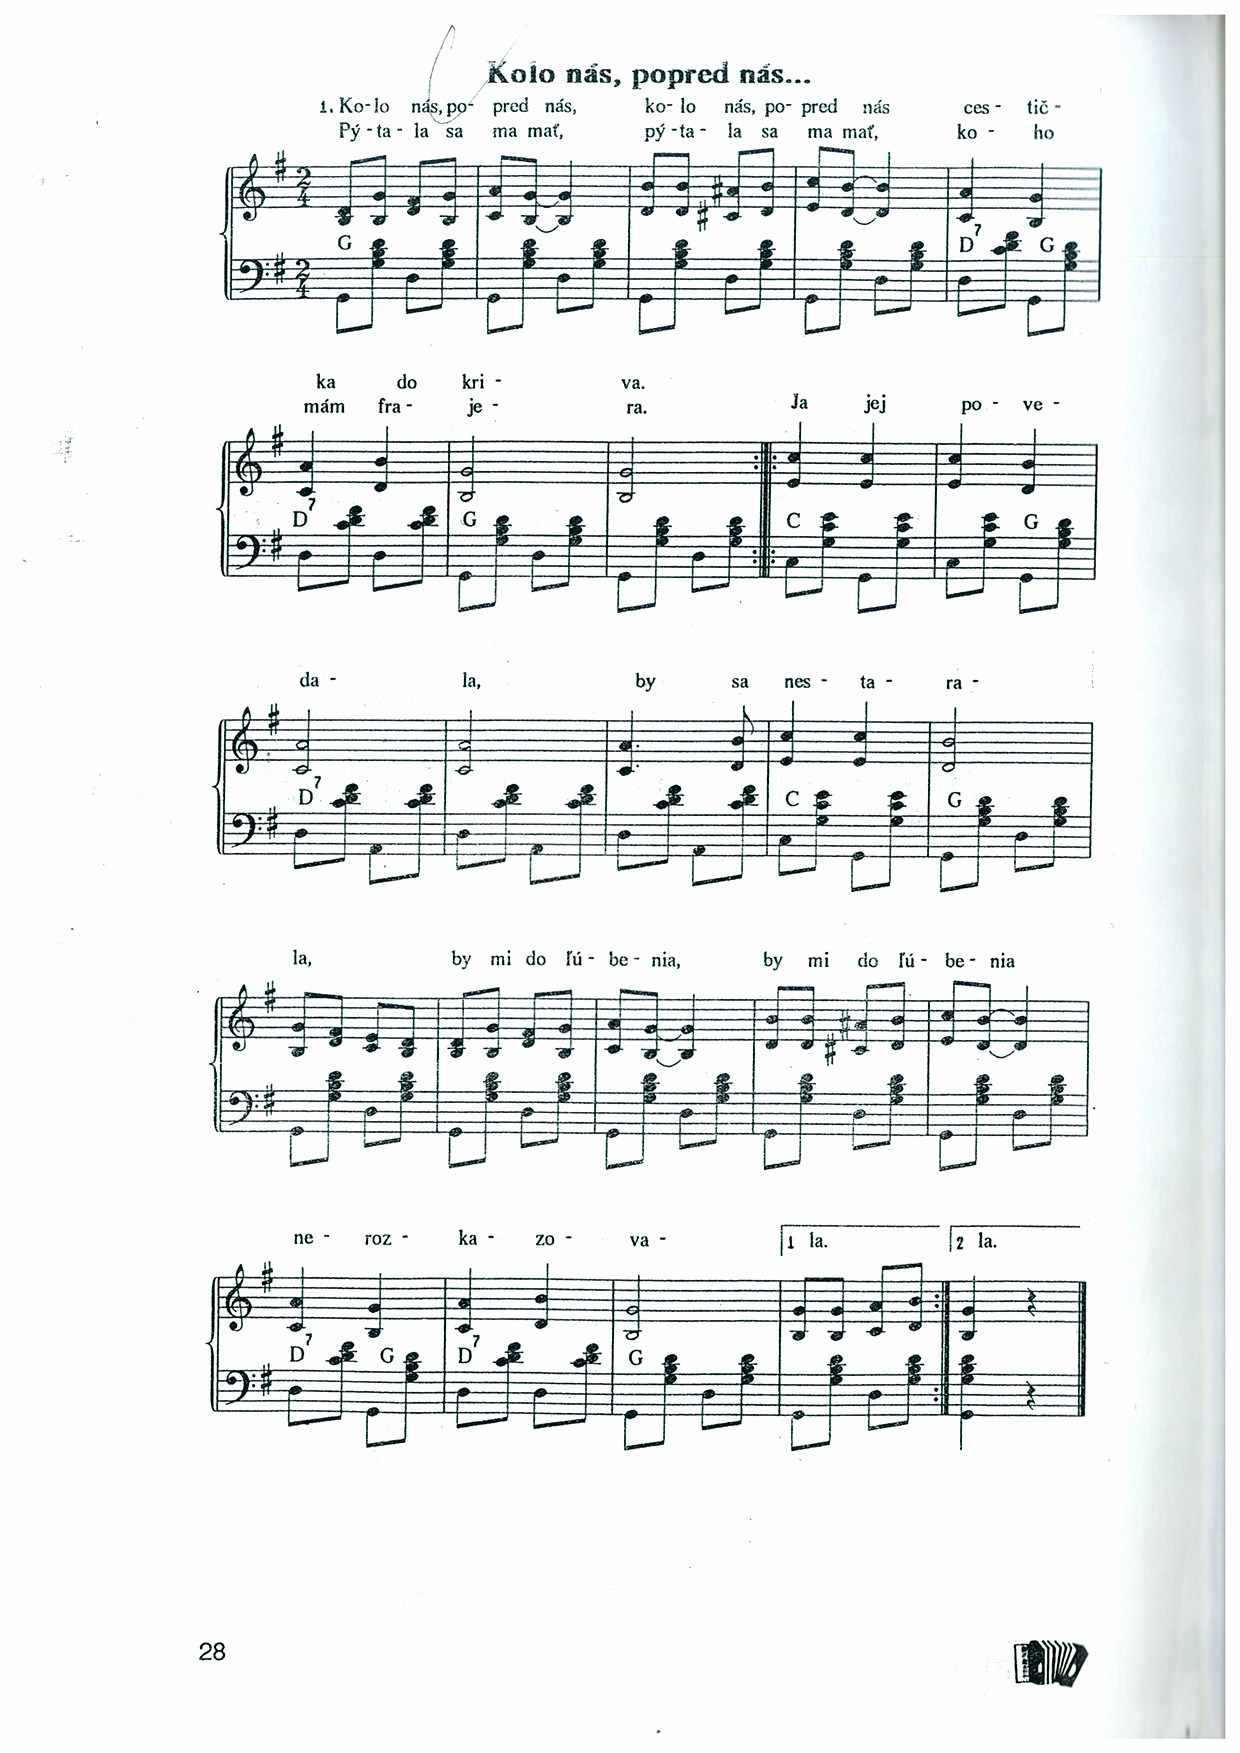 Kolo nás, popred nás...
1. Ko-lo nás, po- pred nás, ko-lo nás, po-pred nás ces- tič-
Pý-ta-la sa ma mať, pý-ta-la sa ma mať, ko- ho
2
4
G D7 G
2
4
ka do kri- va.
mám fra- je- ra. Ja jej po- ve-
D7 G C G
da- la, by sa nes- ta- ra-
D7 C G
la, by mi do ľú- be- nia, by mi do ľú- be- nia
ne- roz- ka- zo- va- 1 la. 2 la.
D7 G D7 G
28